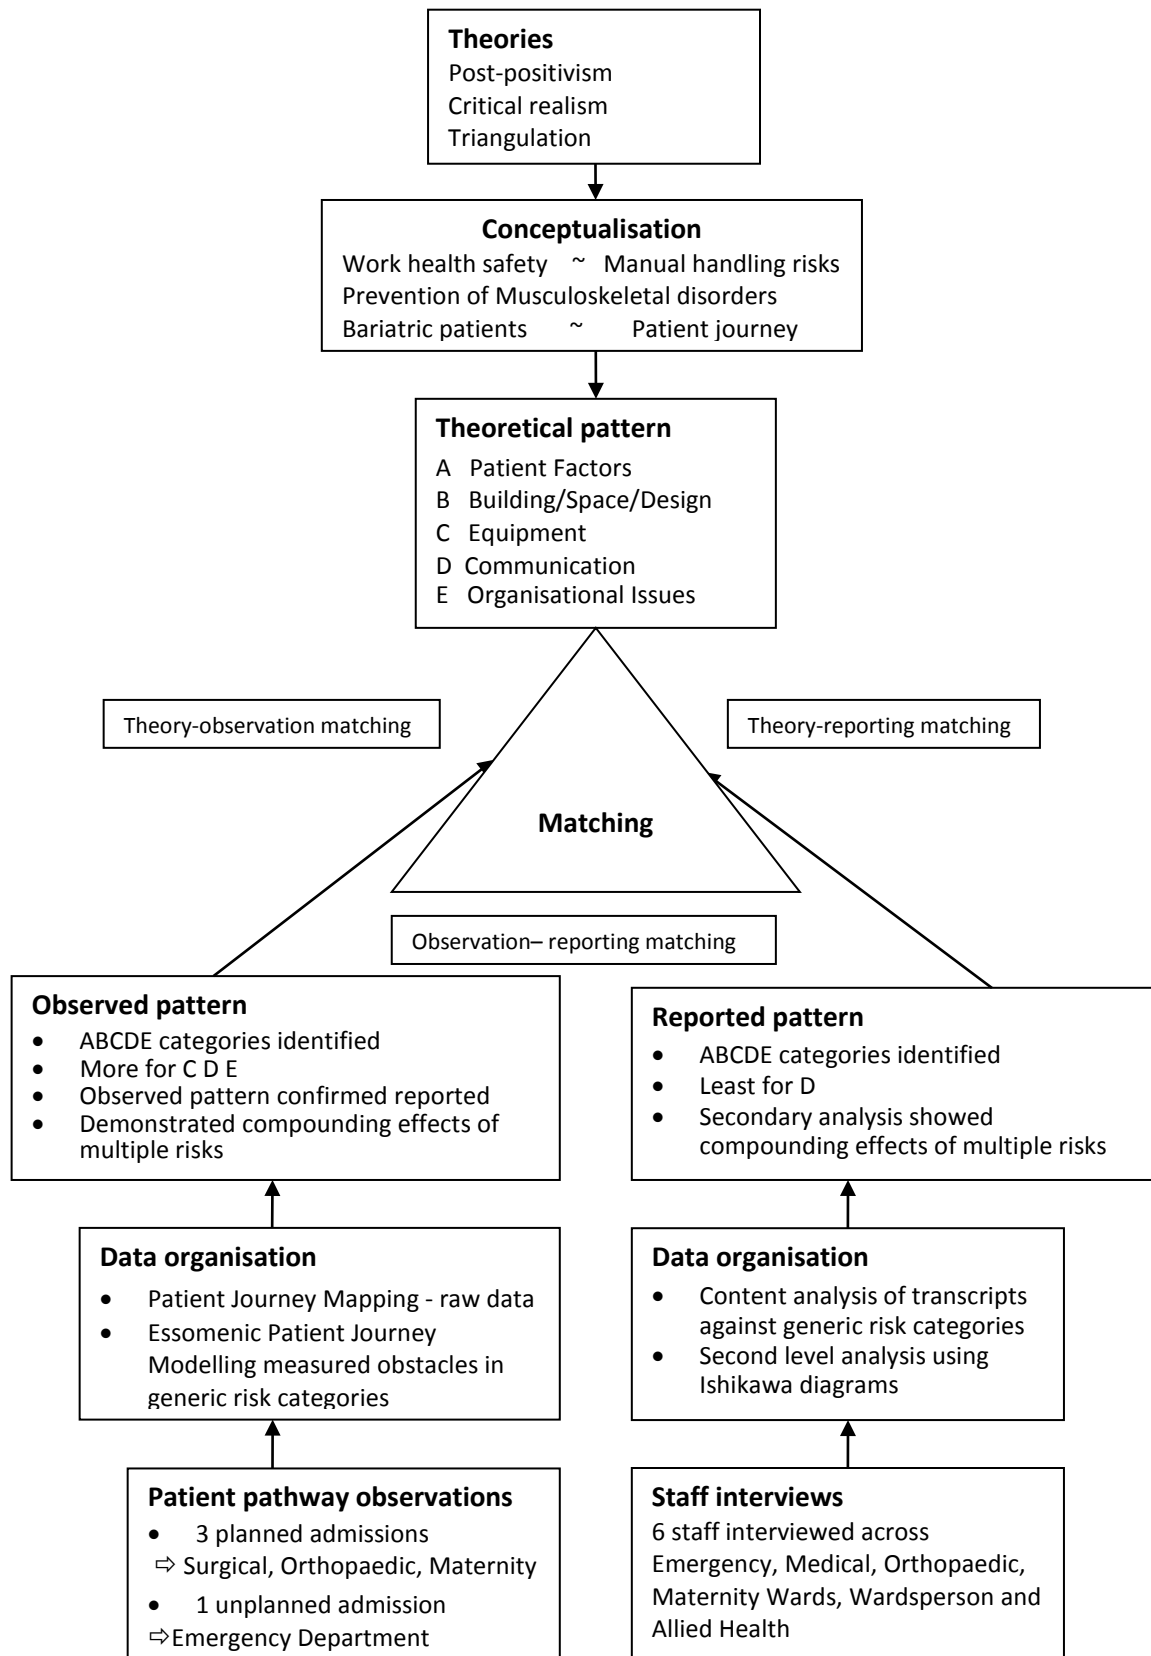 Theories
Post-positivism
Critical realism
Triangulation
Conceptualisation
Work health safety ~ Manual handling risks
Prevention of Musculoskeletal disorders
Bariatric patients ~ Patient journey
Theoretical pattern
A Patient Factors
B Building/Space/Design
C Equipment
D Communication
E Organisational Issues
Theory-observation matching
Theory-reporting matching
Matching
Observation– reporting matching
Observed pattern
• ABCDE categories identified
• More for C D E
• Observed pattern confirmed reported
• Demonstrated compounding effects of
multiple risks
Reported pattern
• ABCDE categories identified
• Least for D
• Secondary analysis showed
compounding effects of multiple risks
Data organisation
• Patient Journey Mapping - raw data
• Essomenic Patient Journey
Modelling measured obstacles in
generic risk categories
Data organisation
• Content analysis of transcripts
against generic risk categories
• Second level analysis using
Ishikawa diagrams
Patient pathway observations
• 3 planned admissions
⇨ Surgical, Orthopaedic, Maternity
• 1 unplanned admission
⇨Emergency Department
Staff interviews
6 staff interviewed across
Emergency, Medical, Orthopaedic,
Maternity Wards, Wardsperson and
Allied Health